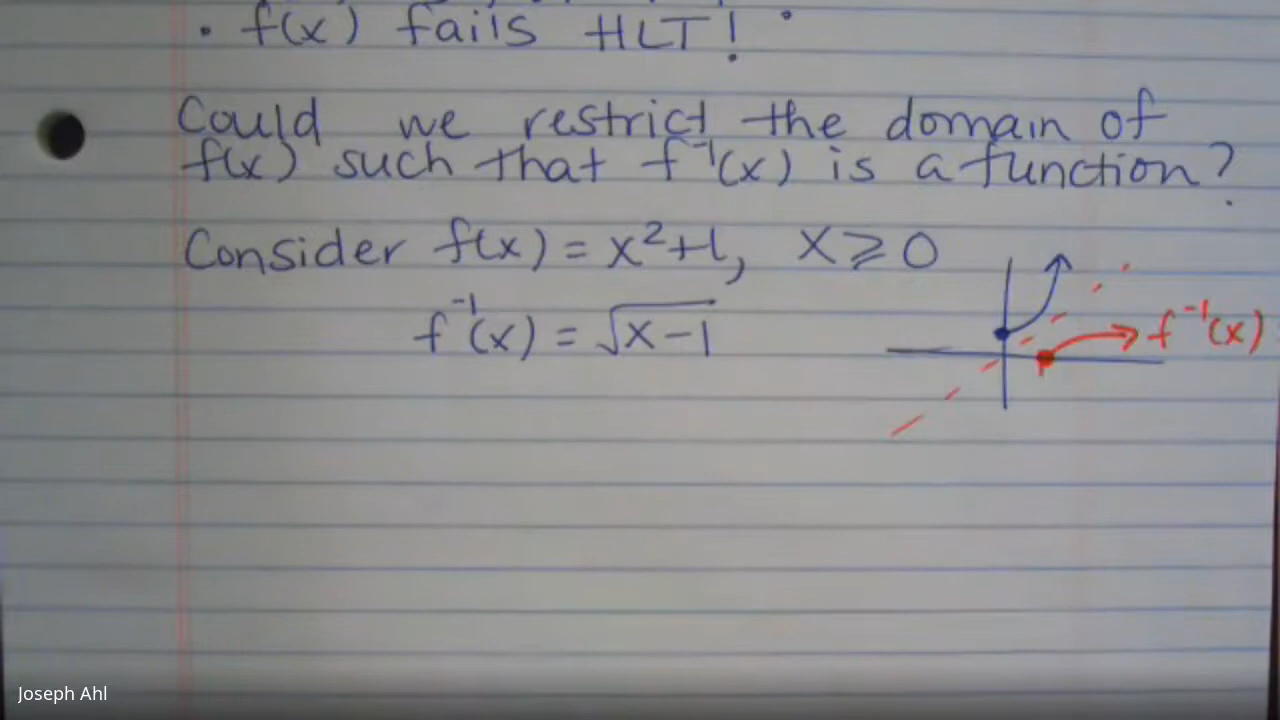 • f(x) fails HLT!
Could we restrict the domain of
f(x) such that f⁻¹(x) is a function?
Consider f(x) = x²+1, x ⩾ 0
f⁻¹(x) = √(x−1)
f⁻¹(x)
Joseph Ahl